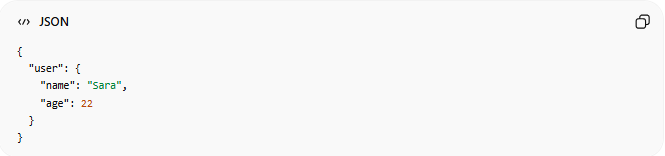 </> JSON
{
  "user": {
    "name": "Sara",
    "age": 22
  }
}